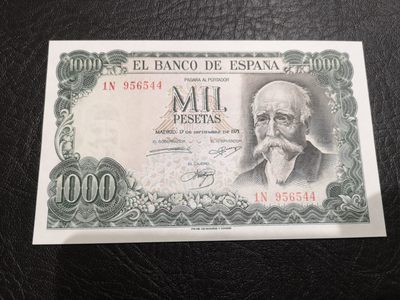 1000 EL BANCO DE ESPAÑA 1000
PAGARA AL PORTADOR
1N 956544
MIL
PESETAS
MADRID, 17 DE SEPTIEMBRE DE 1971
EL GOBERNADOR EL INTERVENTOR
EL CAJERO
1000
1N 956544